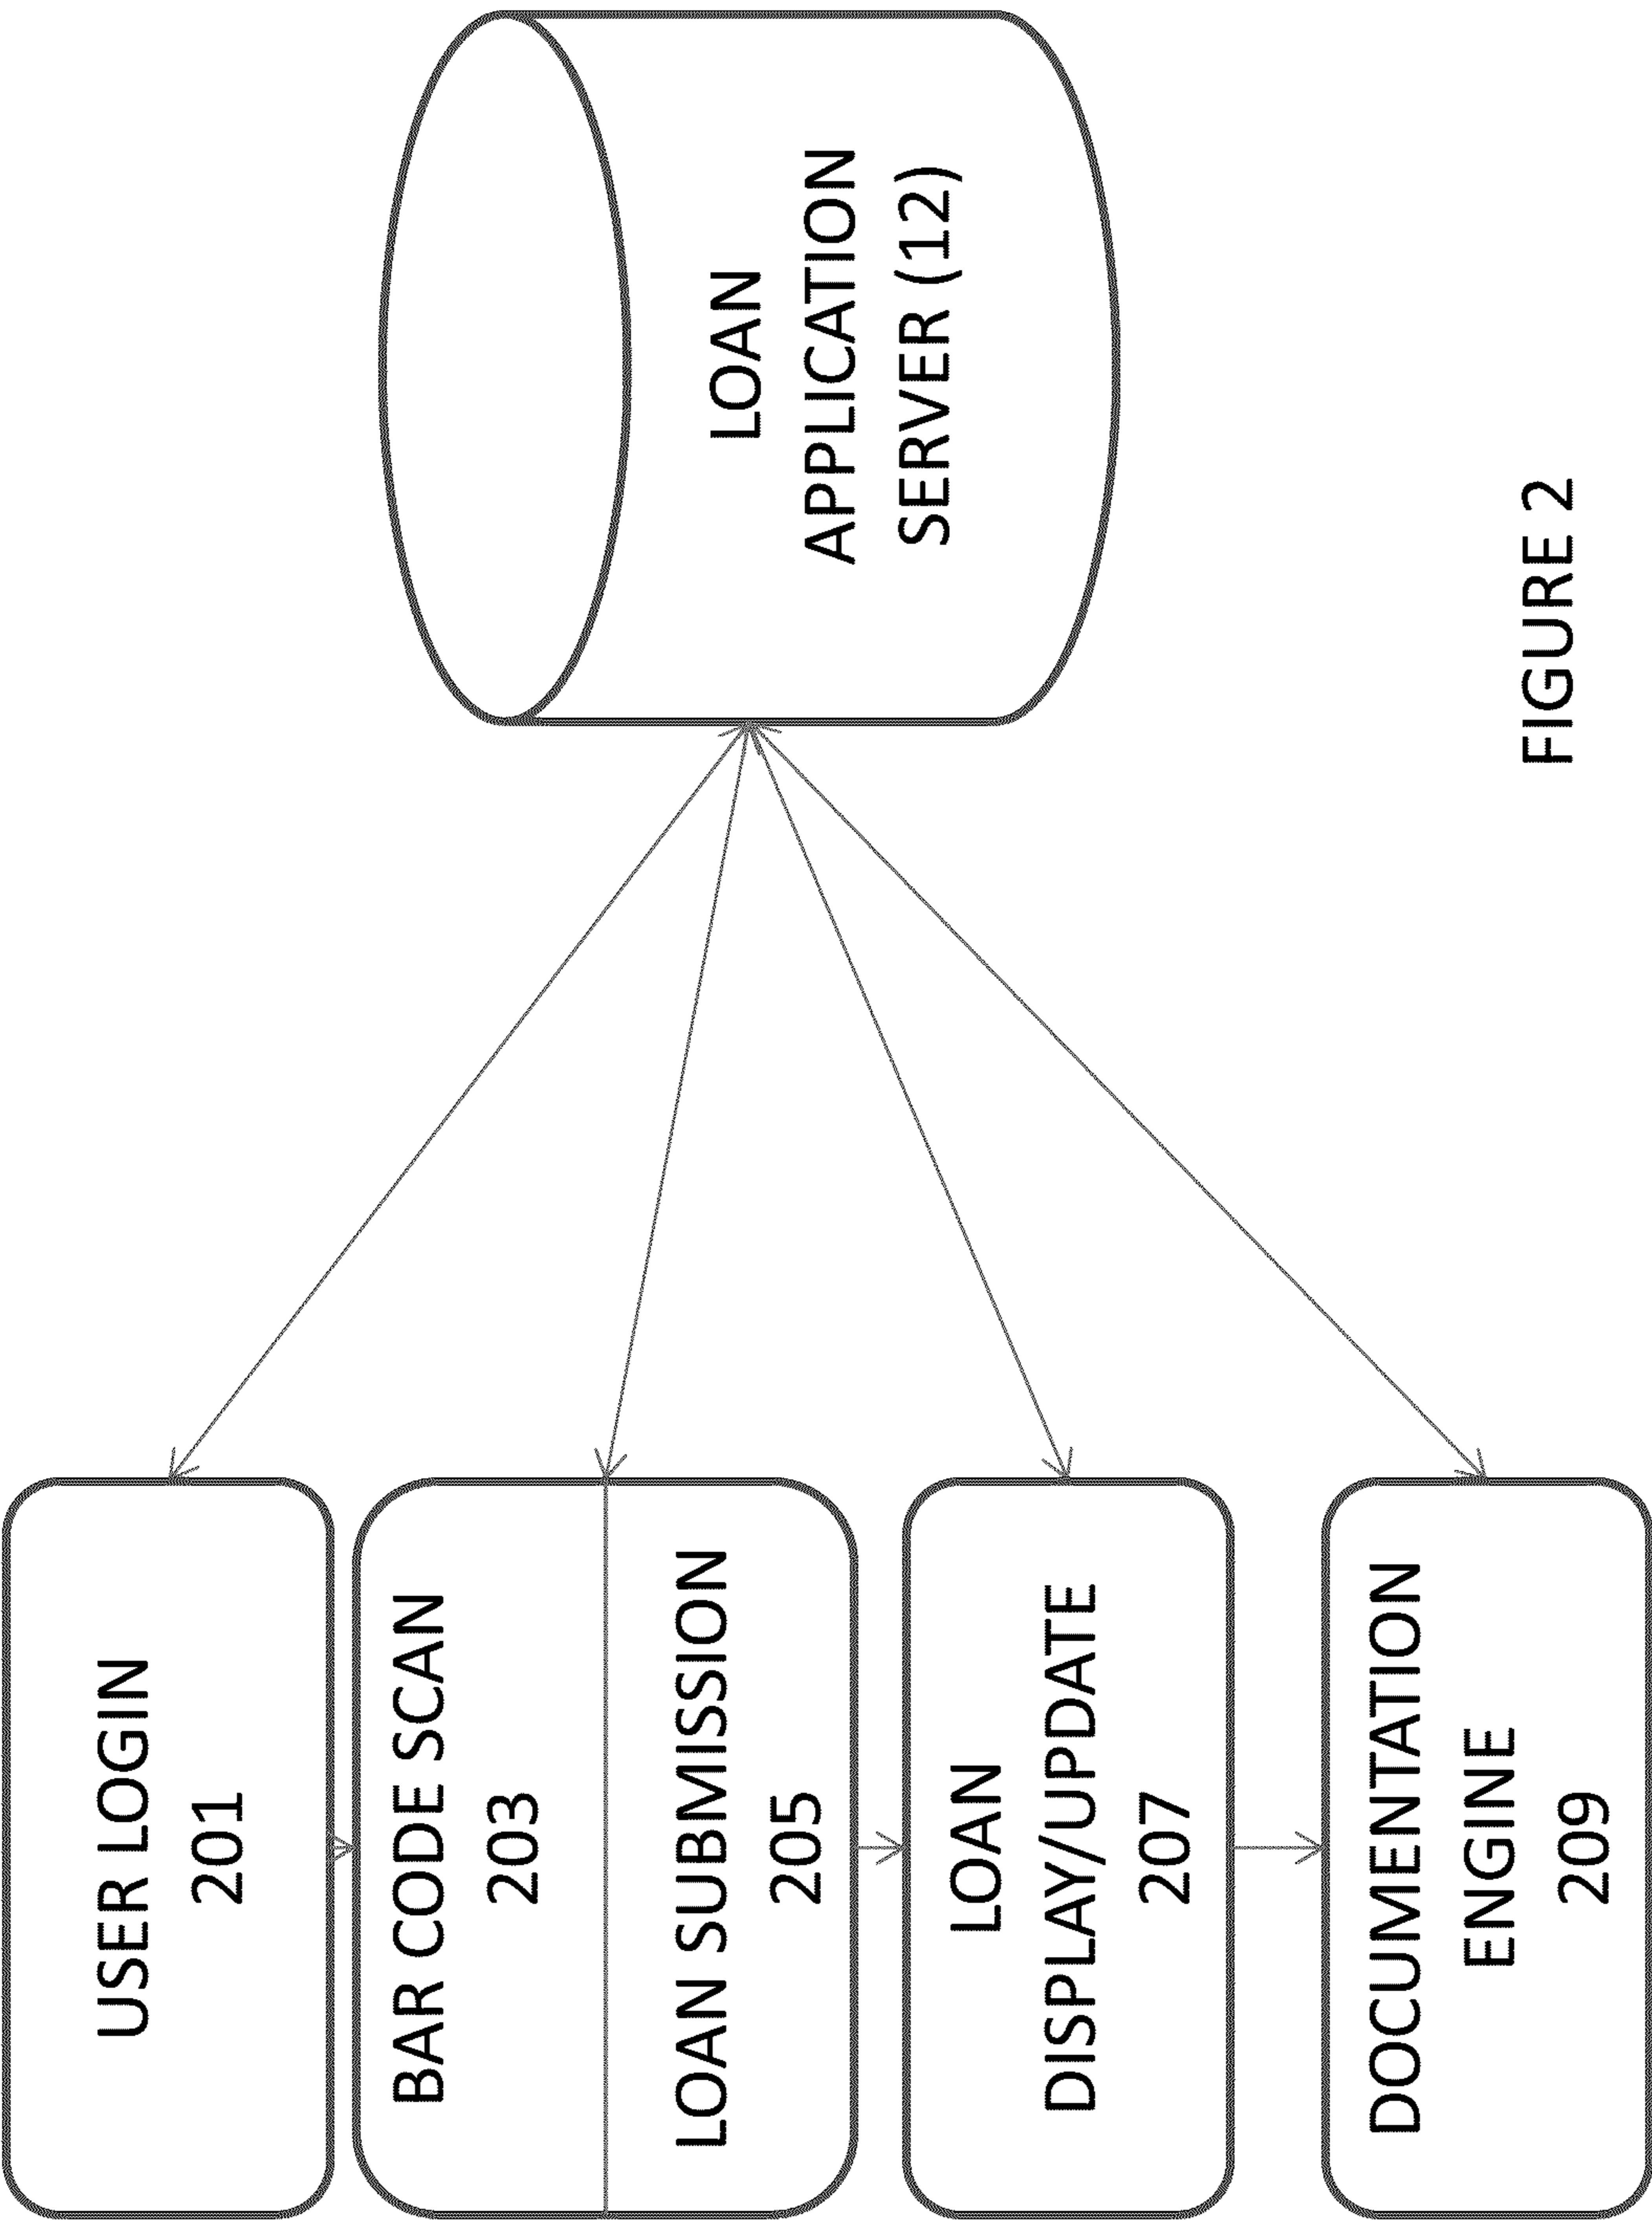 USER LOGIN
201
BAR CODE SCAN
203
LOAN SUBMISSION
205
LOAN
DISPLAY/UPDATE
207
DOCUMENTATION
ENGINE
209
LOAN
APPLICATION
SERVER (12)
FIGURE 2